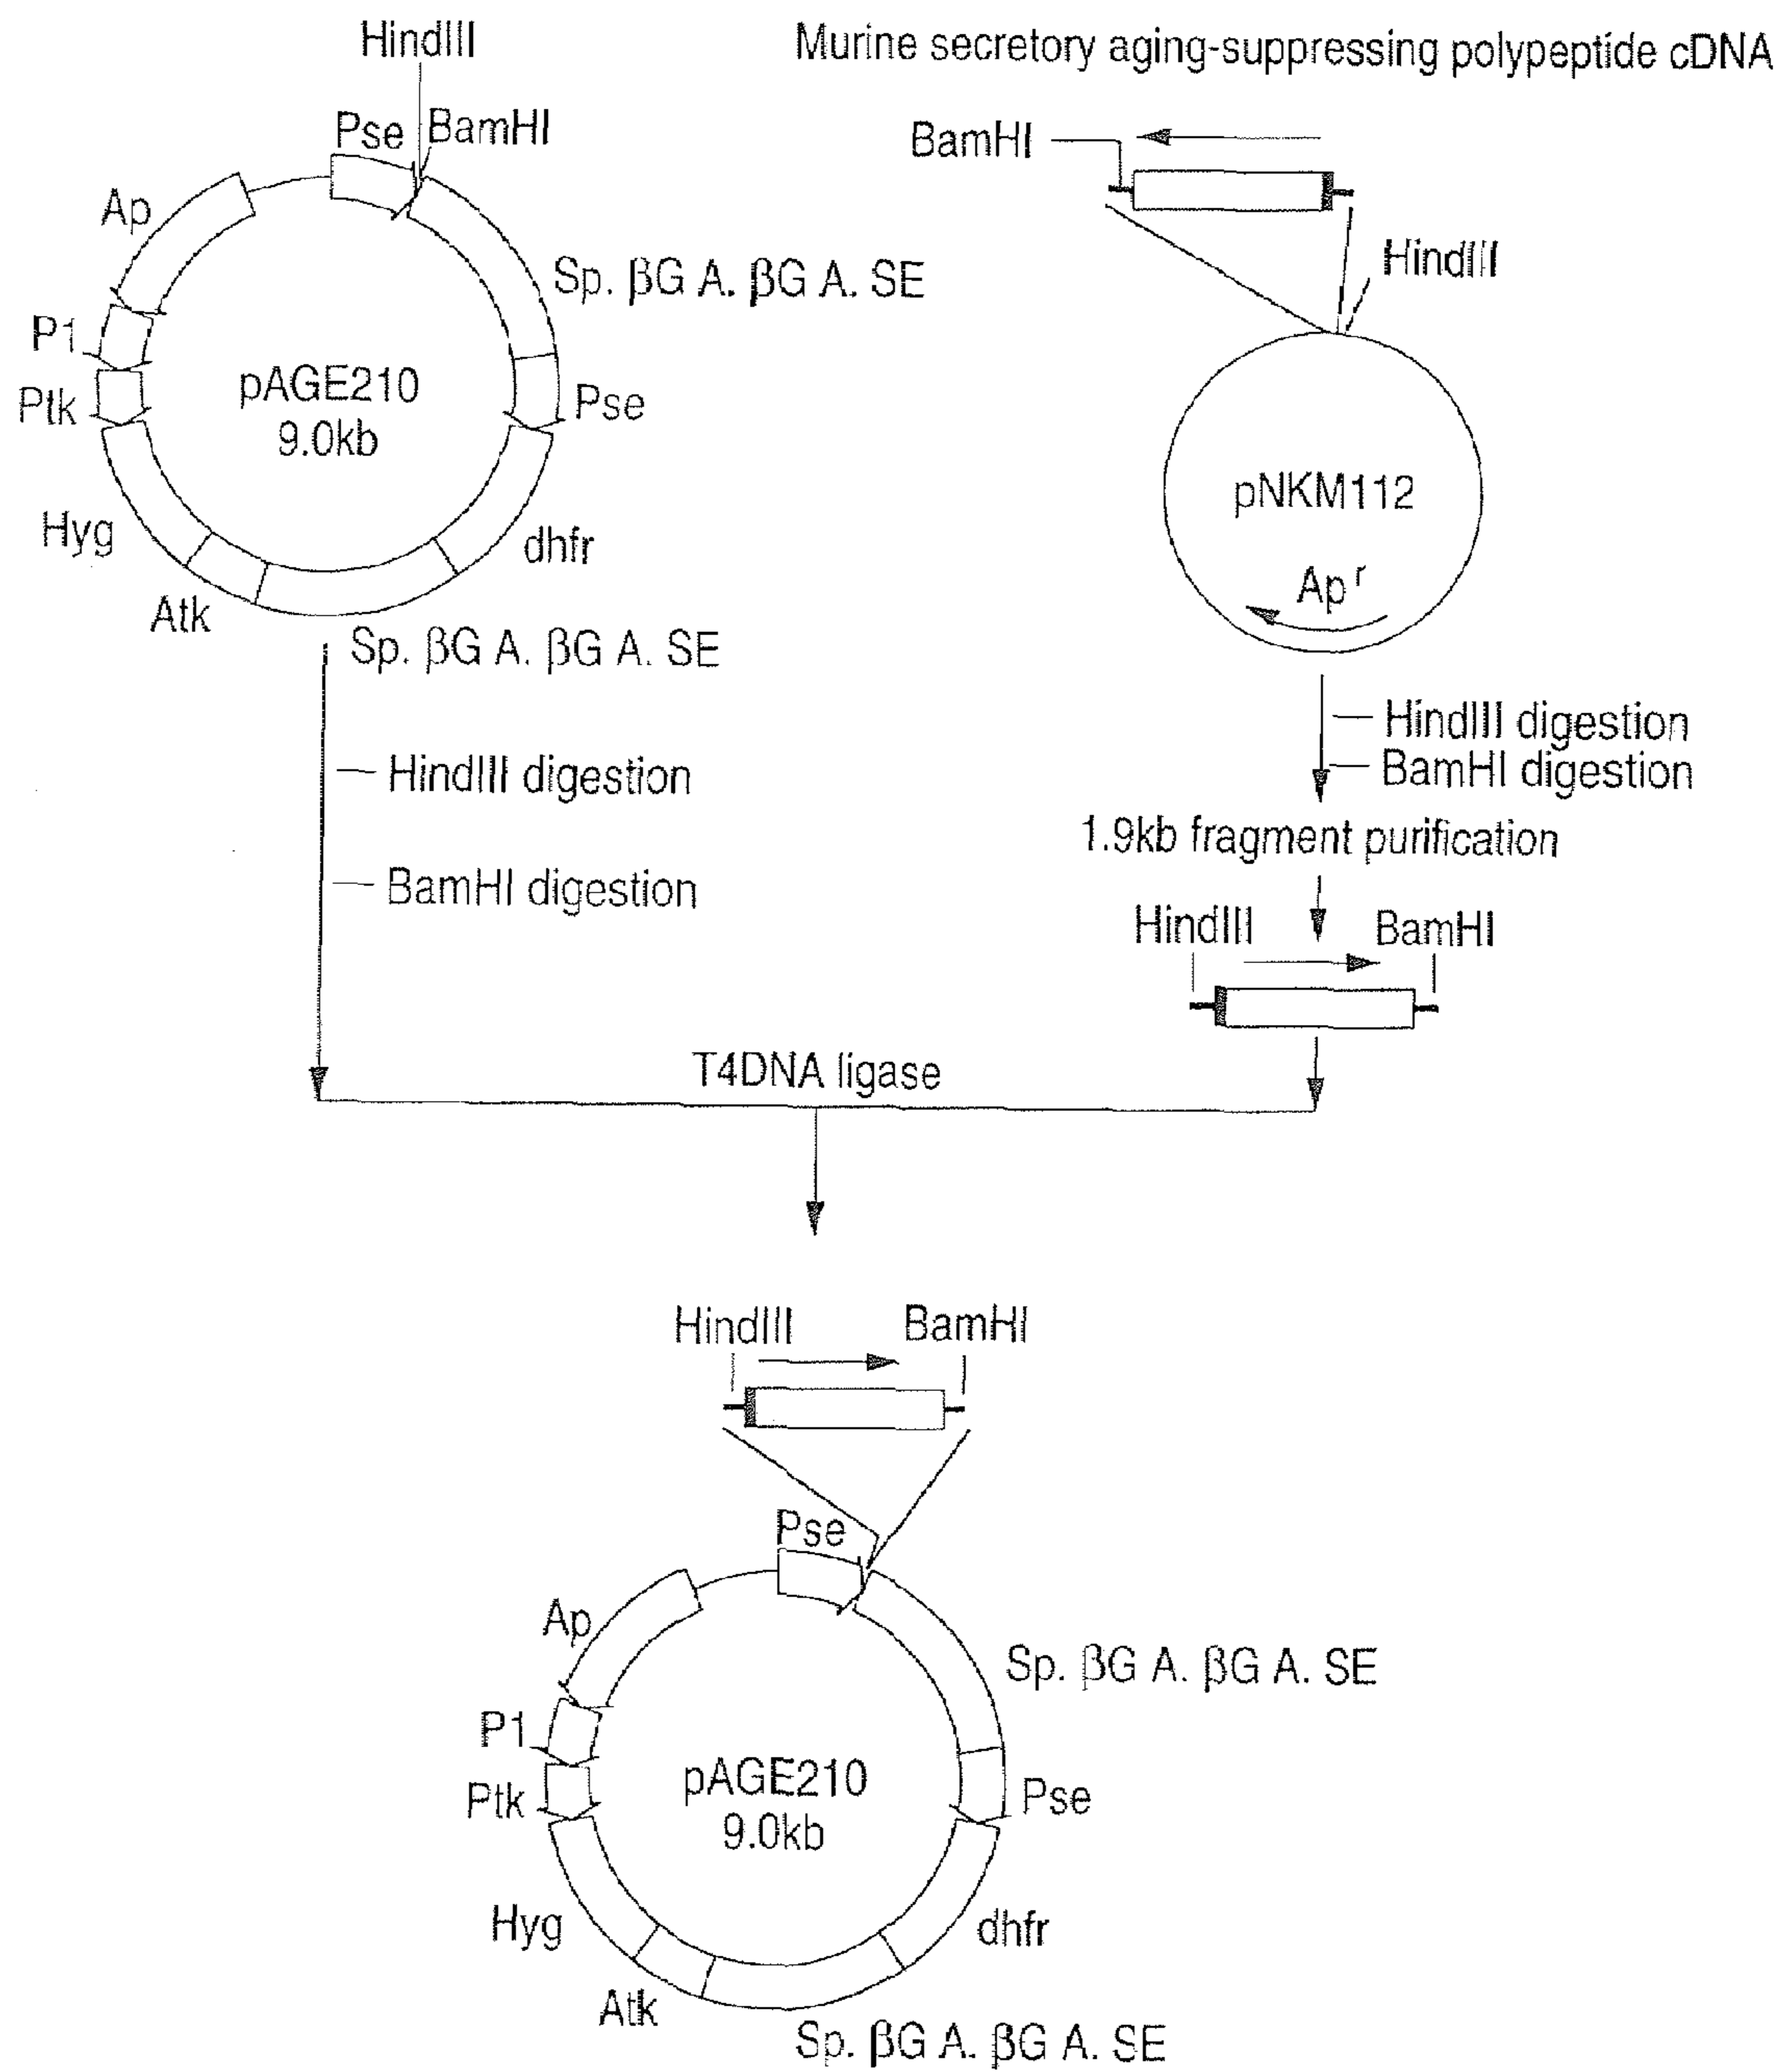 HindIII
Murine secretory aging-suppressing polypeptide cDNA
Pse
BamHI
BamHI
Ap
HindIII
Sp. βG A. βG A. SE
P1
Ptk
pAGE210
9.0kb
Pse
pNKM112
Hyg
dhfr
Ap r
Atk
Sp. βG A. βG A. SE
HindIII digestion
BamHI digestion
HindIII digestion
BamHI digestion
1.9kb fragment purification
HindIII
BamHI
T4DNA ligase
HindIII
BamHI
Pse
Ap
Sp. βG A. βG A. SE
P1
Ptk
pAGE210
9.0kb
Pse
Hyg
dhfr
Atk
Sp. βG A. βG A. SE